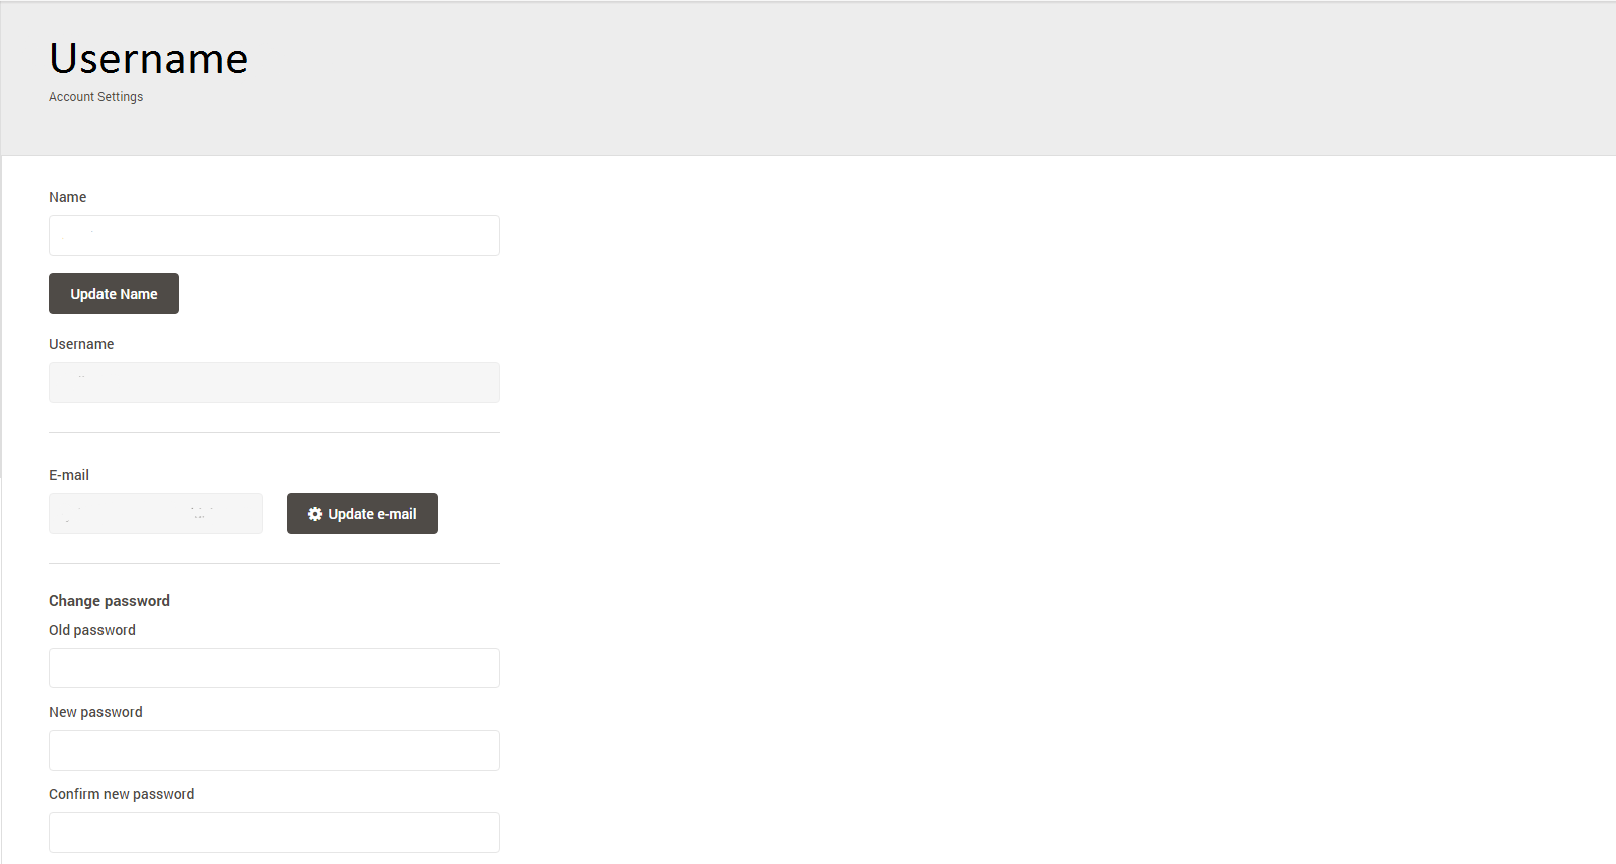 Username
Account Settings
Name
Update Name
Username
E-mail
Update e-mail
Change password
Old password
New password
Confirm new password